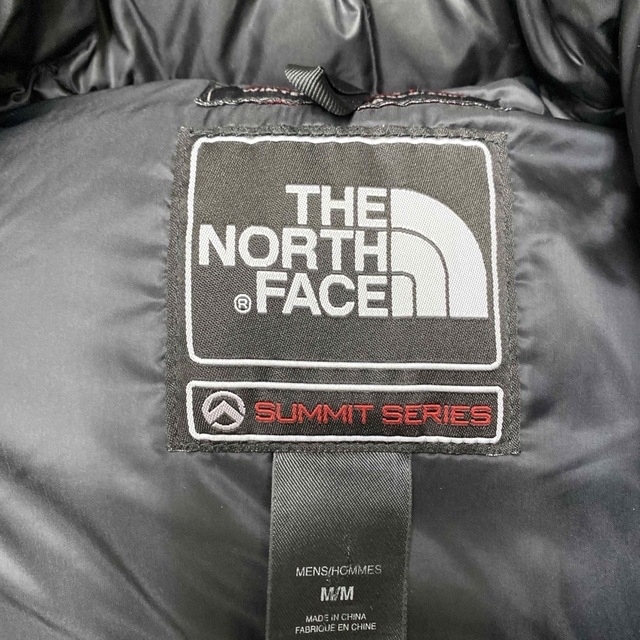 THE
NORTH
® FACE
SUMMIT SERIES
MENS/HOMMES
M/M
MADE IN CHINA
FABRIQUÉ EN CHINE